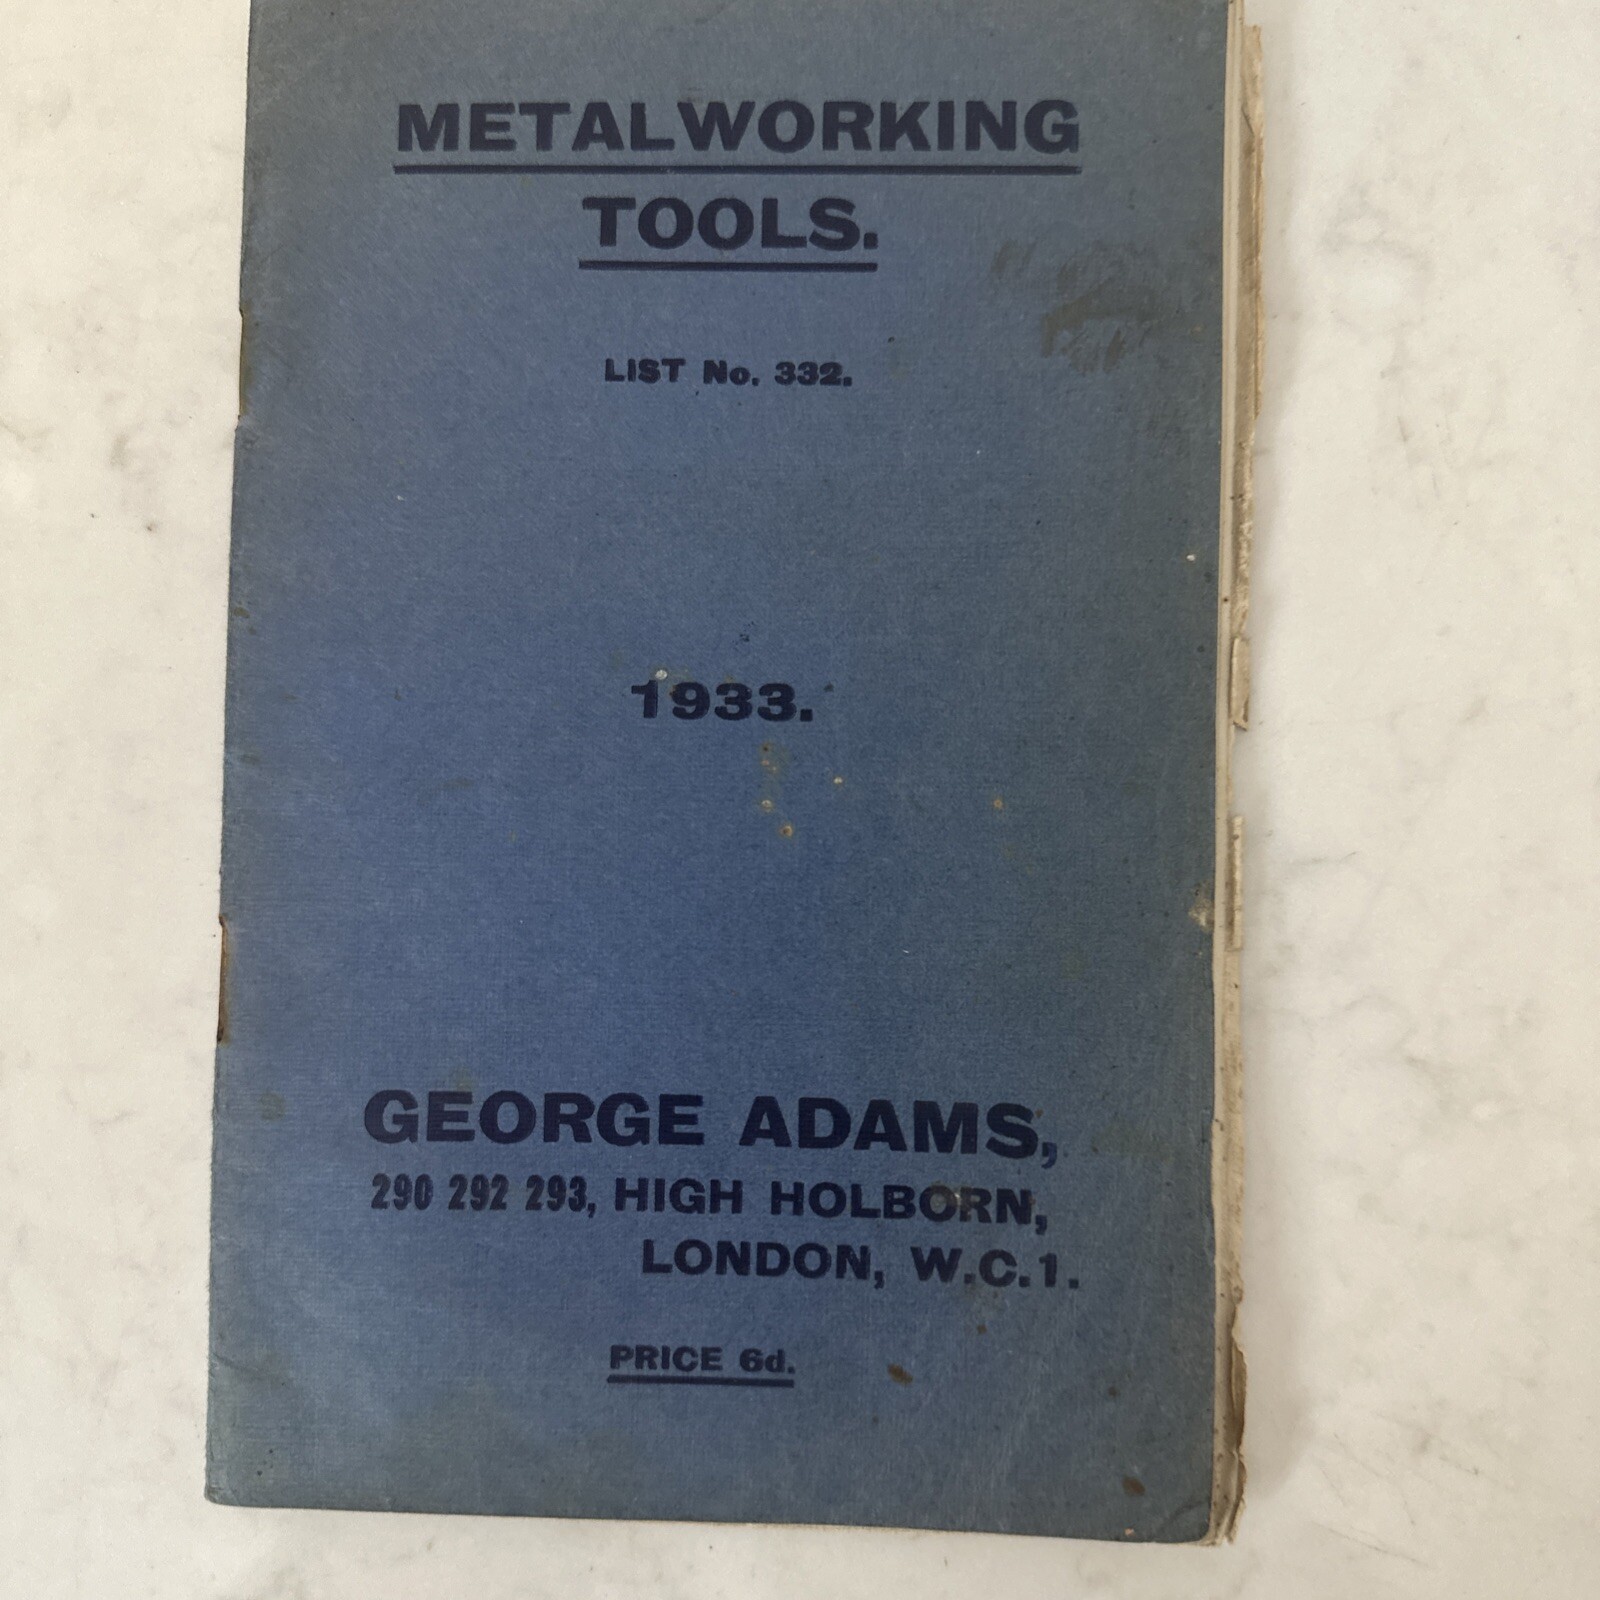 METALWORKING
TOOLS.
LIST No. 332.
1933.
GEORGE ADAMS,
290 292 293, HIGH HOLBORN,
LONDON, W.C.1.
PRICE 6d.